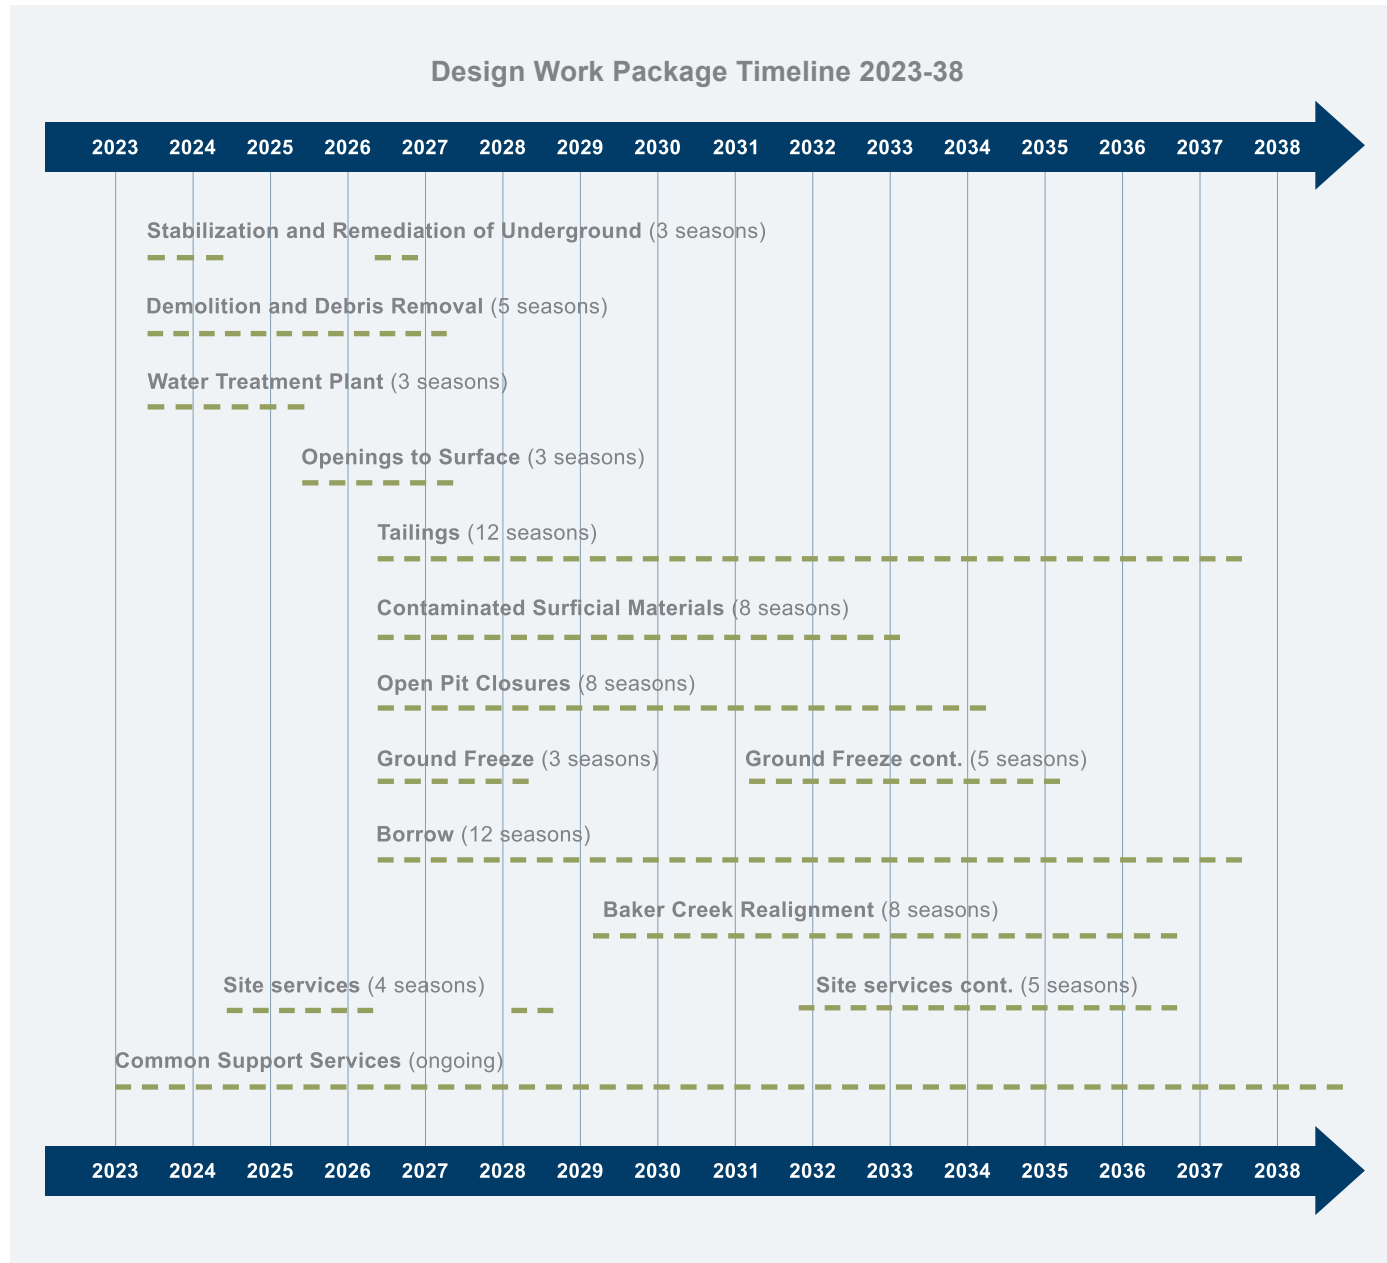 Design Work Package Timeline 2023-38
2023 2024 2025 2026 2027 2028 2029 2030 2031 2032 2033 2034 2035 2036 2037 2038
Stabilization and Remediation of Underground (3 seasons)
Demolition and Debris Removal (5 seasons)
Water Treatment Plant (3 seasons)
Openings to Surface (3 seasons)
Tailings (12 seasons)
Contaminated Surficial Materials (8 seasons)
Open Pit Closures (8 seasons)
Ground Freeze (3 seasons) Ground Freeze cont. (5 seasons)
Borrow (12 seasons)
Baker Creek Realignment (8 seasons)
Site services (4 seasons) Site services cont. (5 seasons)
Common Support Services (ongoing)
2023 2024 2025 2026 2027 2028 2029 2030 2031 2032 2033 2034 2035 2036 2037 2038